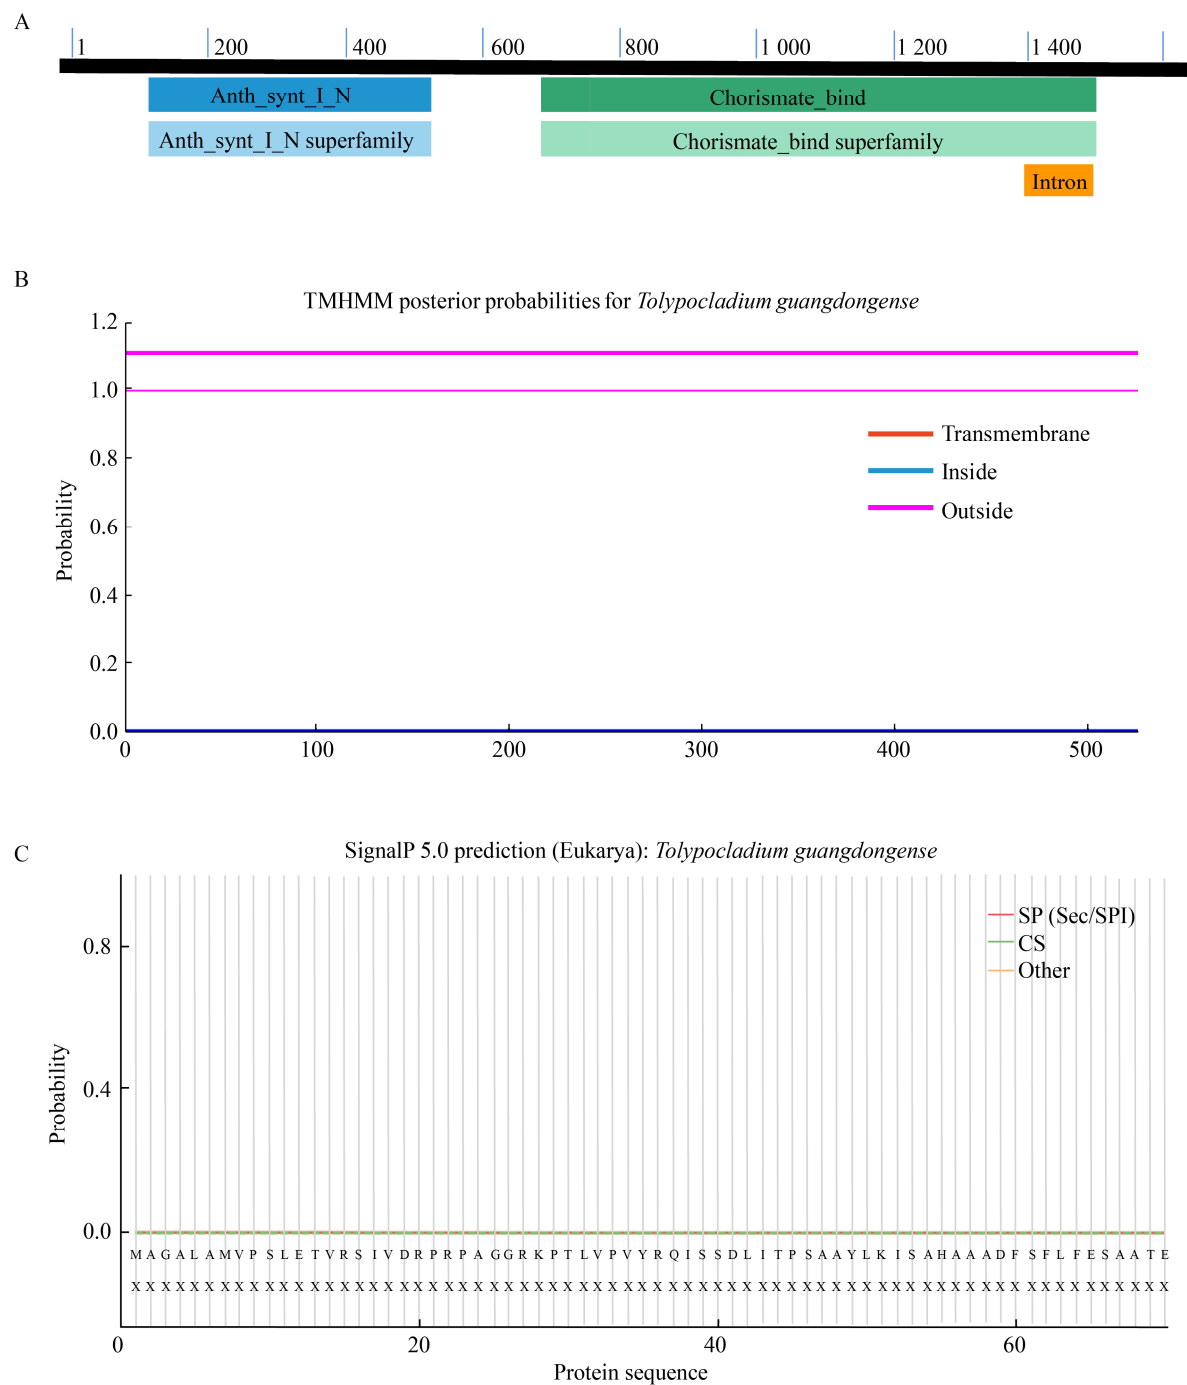 A
1 200 400 600 800 1 000 1 200 1 400
Anth_synt_I_N Chorismate_bind
Anth_synt_I_N superfamily Chorismate_bind superfamily
Intron
B
TMHMM posterior probabilities for Tolypocladium guangdongense
1.2
1.0
0.8
0.6
0.4
0.2
0.0
Probability
Transmembrane
Inside
Outside
0 100 200 300 400 500
C
SignalP 5.0 prediction (Eukarya): Tolypocladium guangdongense
SP (Sec/SPI)
CS
Other
0.8
0.4
0.0
Probability
M A G A L A M V P S L E T V R S I V D R P R P A G G R K P T L V P V Y R Q I S S D L I T P S A A Y L K I S A H A A A D F S F L F E S A A T E
X X X X X X X X X X X X X X X X X X X X X X X X X X X X X X X X X X X X X X X X X X X X X X X X X X X X X X X X X X X X X X X X X X X X X X
0 20 40 60
Protein sequence